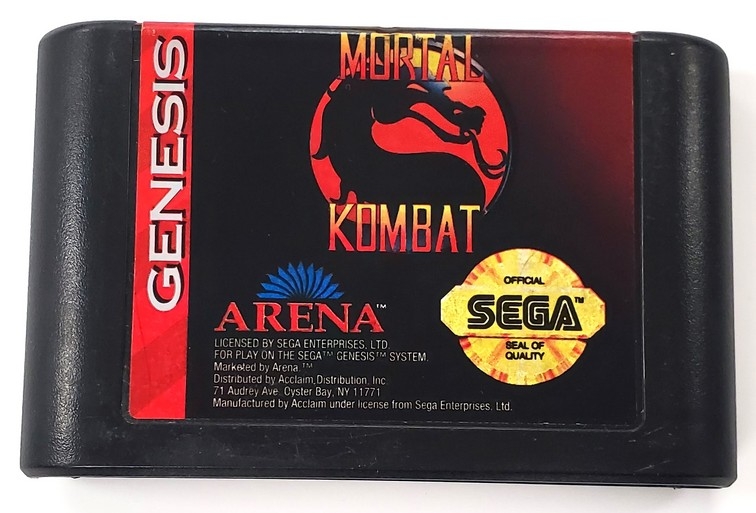 GENESIS
MORTAL
KOMBAT
ARENA™
LICENSED BY SEGA ENTERPRISES, LTD.
FOR PLAY ON THE SEGA™ GENESIS™ SYSTEM.
Marketed by Arena.™
Distributed by Acclaim Distribution, Inc.
71 Audrey Ave. Oyster Bay, NY 11771
Manufactured by Acclaim under license from Sega Enterprises, Ltd.
OFFICIAL
SEGA™
SEAL OF
QUALITY